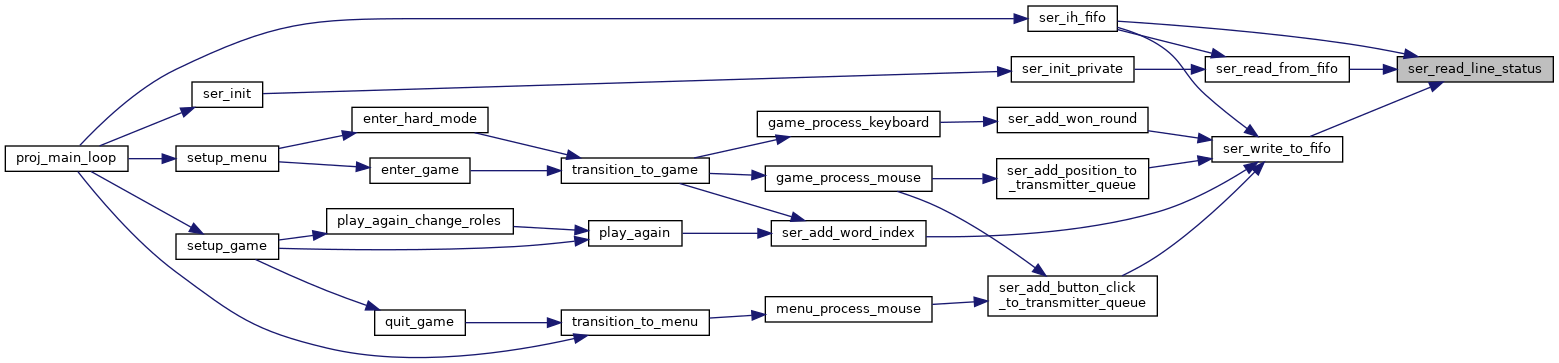 ser_ih_fifo
ser_init_private
ser_read_from_fifo
ser_read_line_status
ser_init
enter_hard_mode
game_process_keyboard
ser_add_won_round
proj_main_loop
setup_menu
ser_write_to_fifo
enter_game
transition_to_game
game_process_mouse
ser_add_position_to
_transmitter_queue
play_again_change_roles
setup_game
play_again
ser_add_word_index
ser_add_button_click
_to_transmitter_queue
menu_process_mouse
quit_game
transition_to_menu